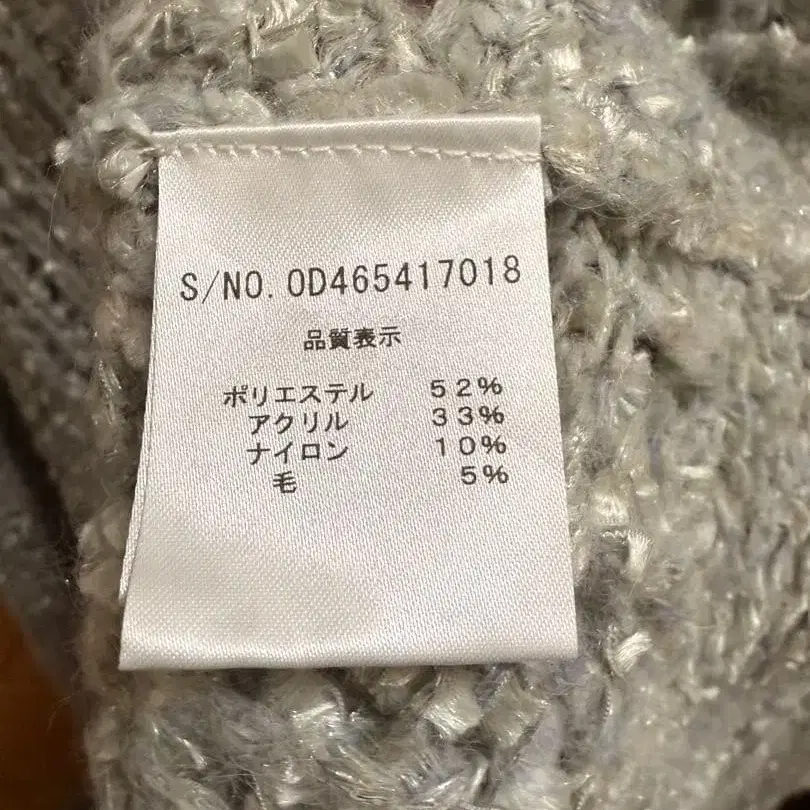 S/NO. OD465417018
品質表示
ポリエステル 52%
アクリル 33%
ナイロン 10%
毛 5%